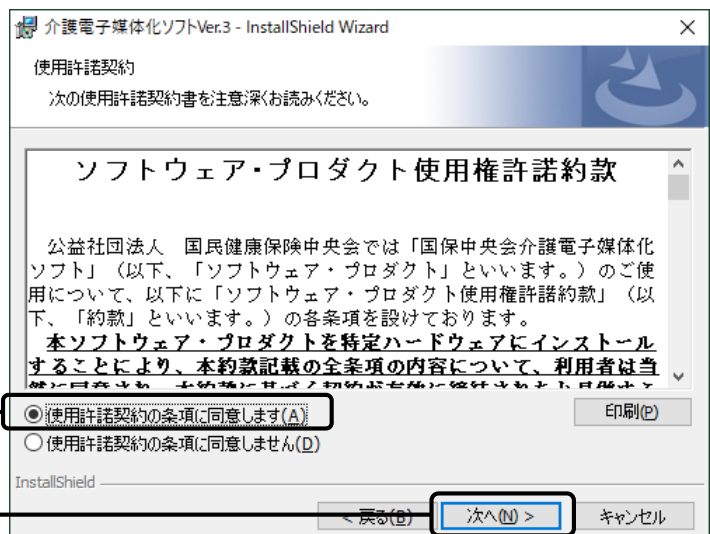 介護電子媒体化ソフトVer.3 - InstallShield Wizard
使用許諾契約
次の使用許諾契約書を注意深くお読みください。
ソフトウェア・プロダクト使用権許諾約款
公益社団法人　国民健康保険中央会では「国保中央会介護電子媒体化
ソフト」（以下、「ソフトウェア・プロダクト」といいます。）のご使
用について、以下に「ソフトウェア・プロダクト使用権許諾約款」（以
下、「約款」といいます。）の各条項を設けております。
本ソフトウェア・プロダクトを特定ハードウェアにインストール
することにより、本約款記載の全条項の内容について、利用者は当
使用許諾契約の条項に同意します(A)
印刷(P)
使用許諾契約の条項に同意しません(D)
InstallShield
< 戻る(B)
次へ(N) >
キャンセル